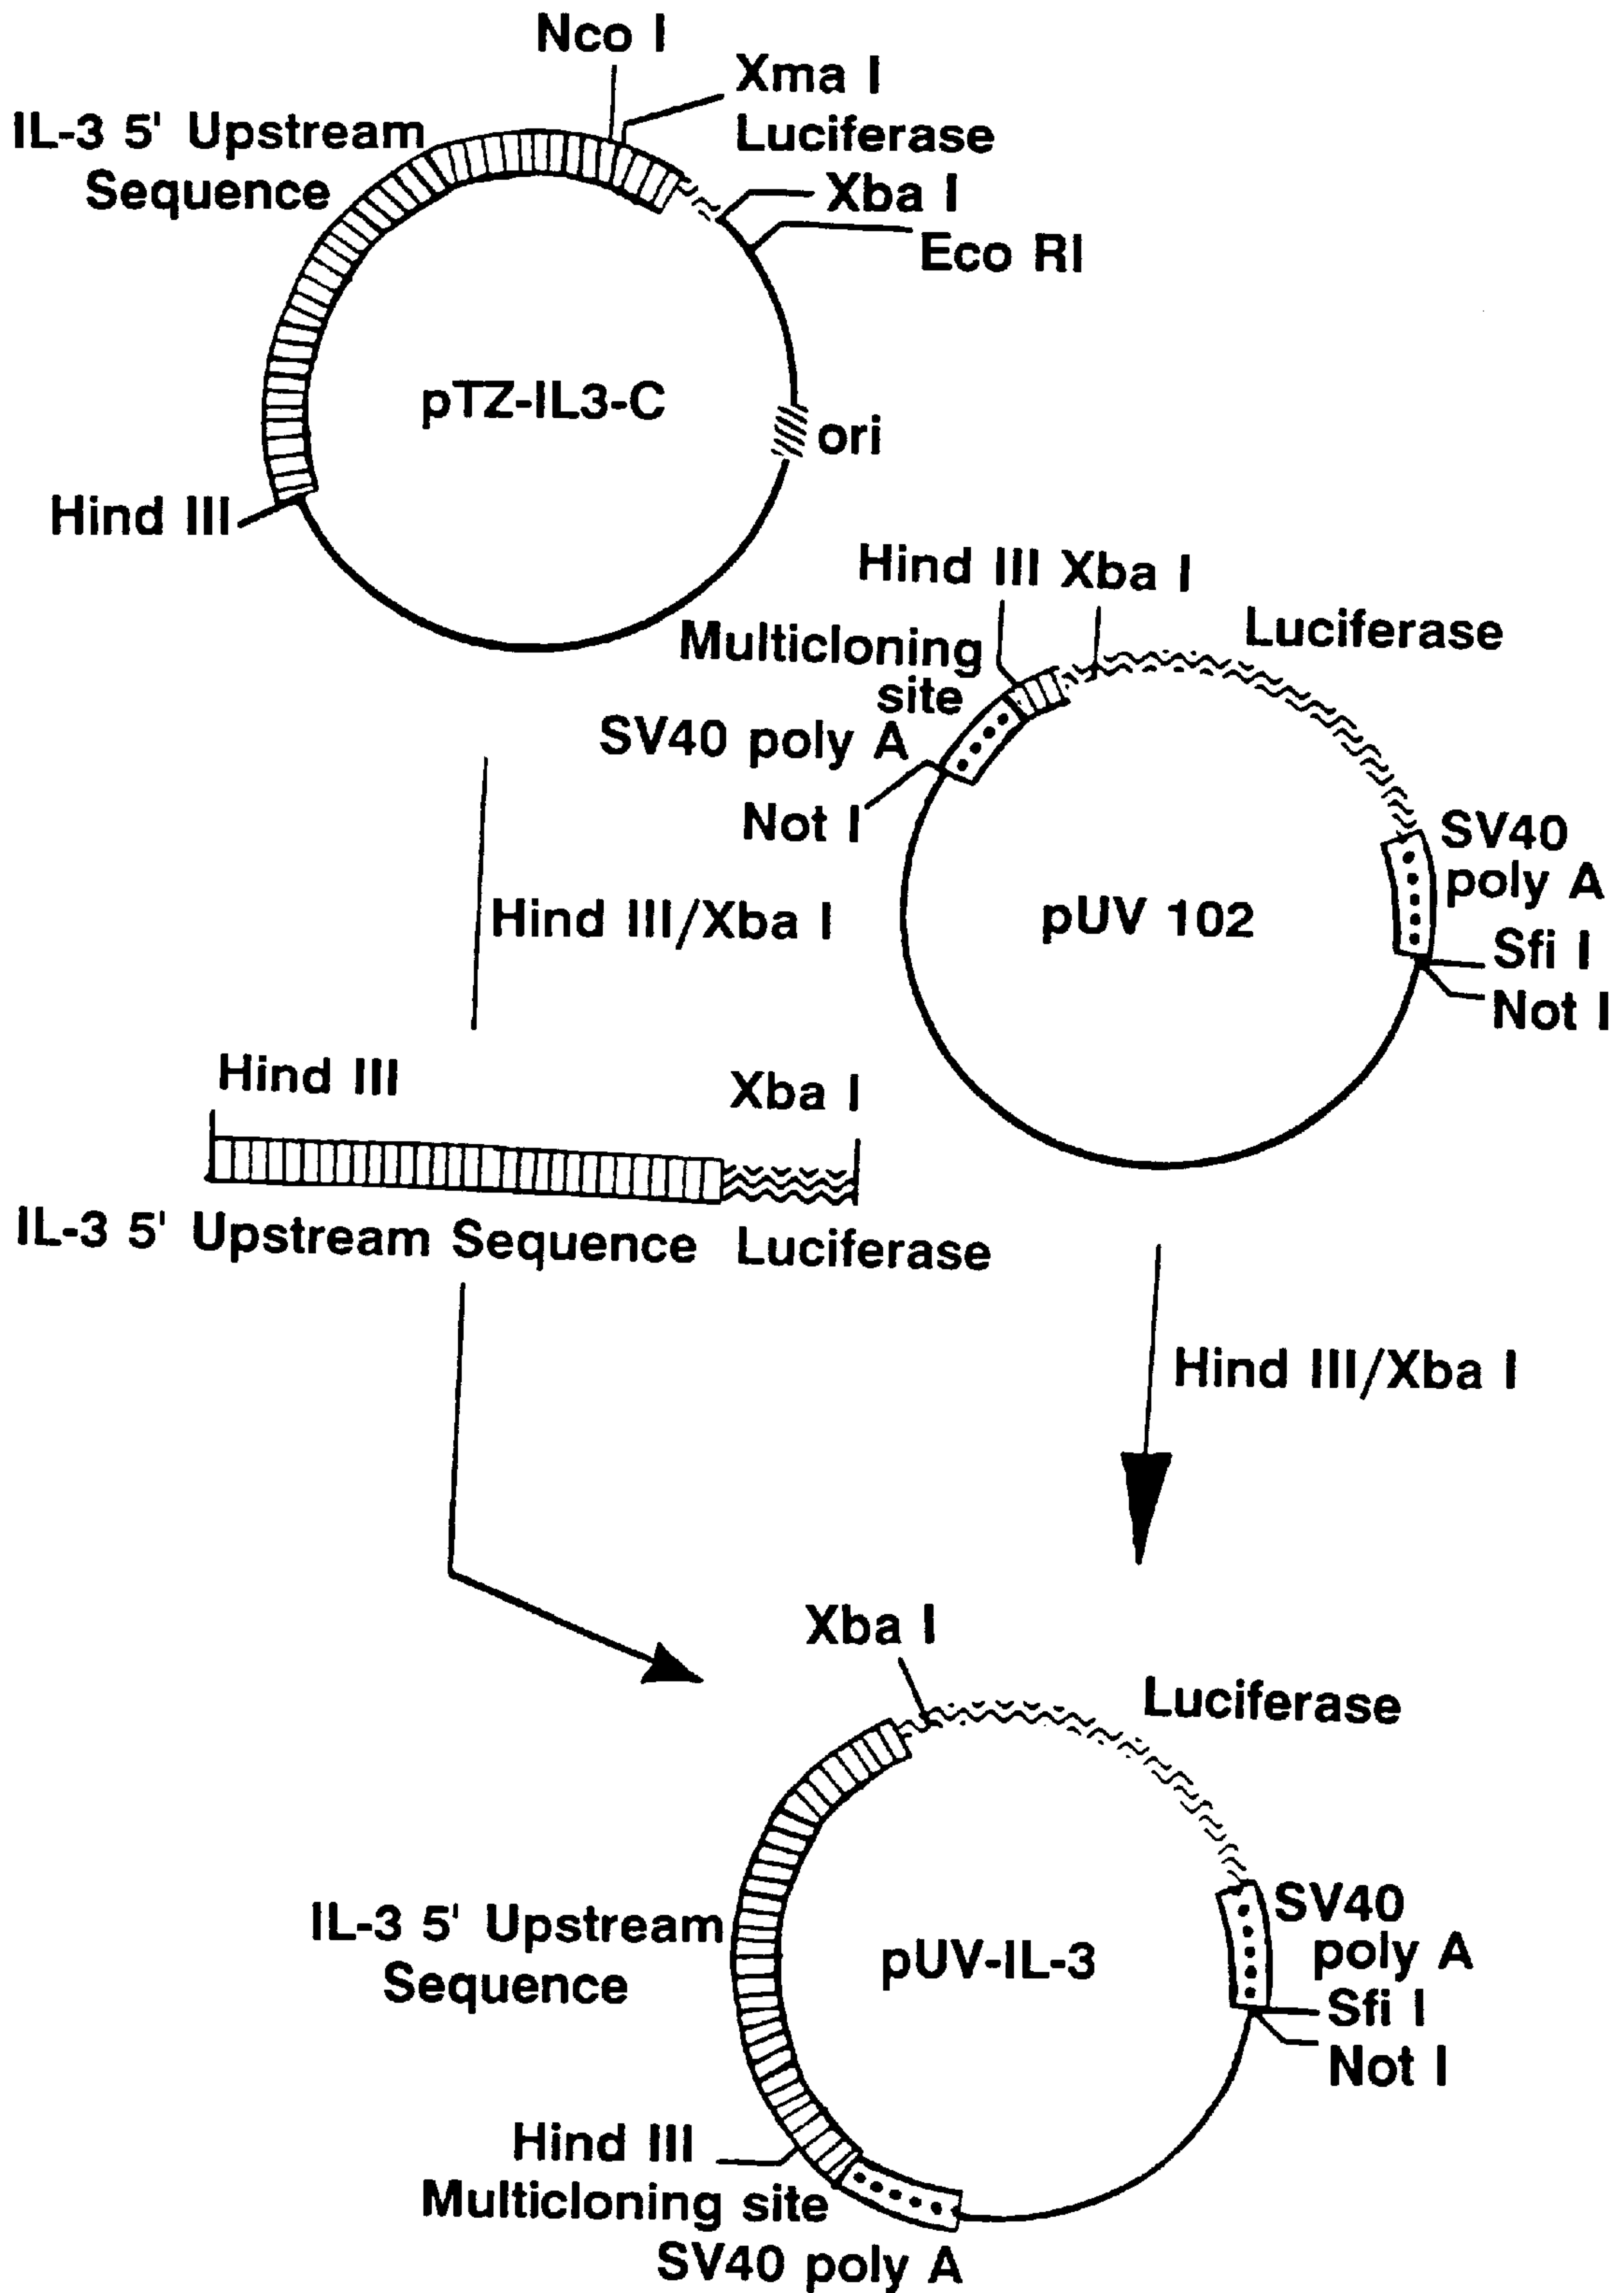 Nco I
Xma I
IL-3 5' Upstream
Sequence
Luciferase
Xba I
Eco RI
pTZ-IL3-C
ori
Hind III
Hind III Xba I
Multicloning
site
Luciferase
SV40 poly A
Not I
SV40
poly A
pUV 102
Sfi I
Not I
Hind III/Xba I
Hind III
Xba I
IL-3 5' Upstream Sequence Luciferase
Hind III/Xba I
Xba I
Luciferase
IL-3 5' Upstream
Sequence
pUV-IL-3
SV40
poly A
Sfi I
Not I
Hind III
Multicloning site
SV40 poly A